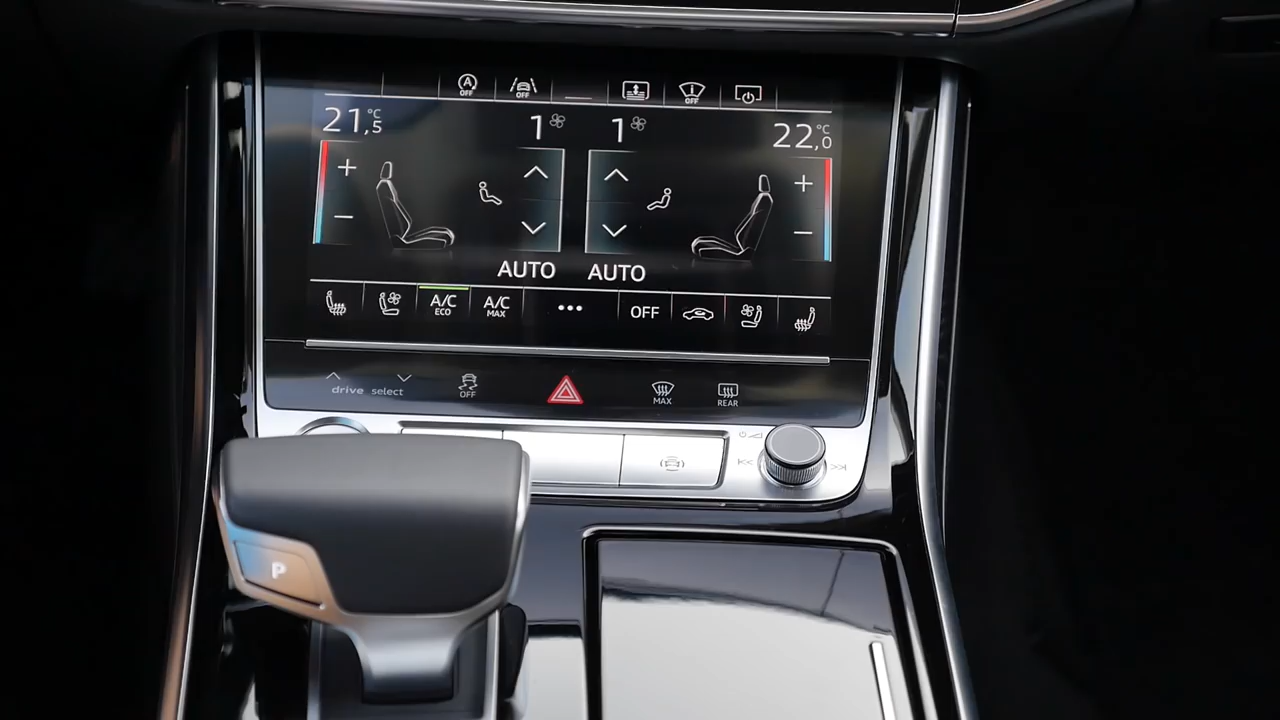 A OFF
OFF
OFF
21,5 °C
1
1
22,0 °C
AUTO
AUTO
A/C
ECO
A/C
MAX
OFF
drive select
OFF
MAX
REAR
P